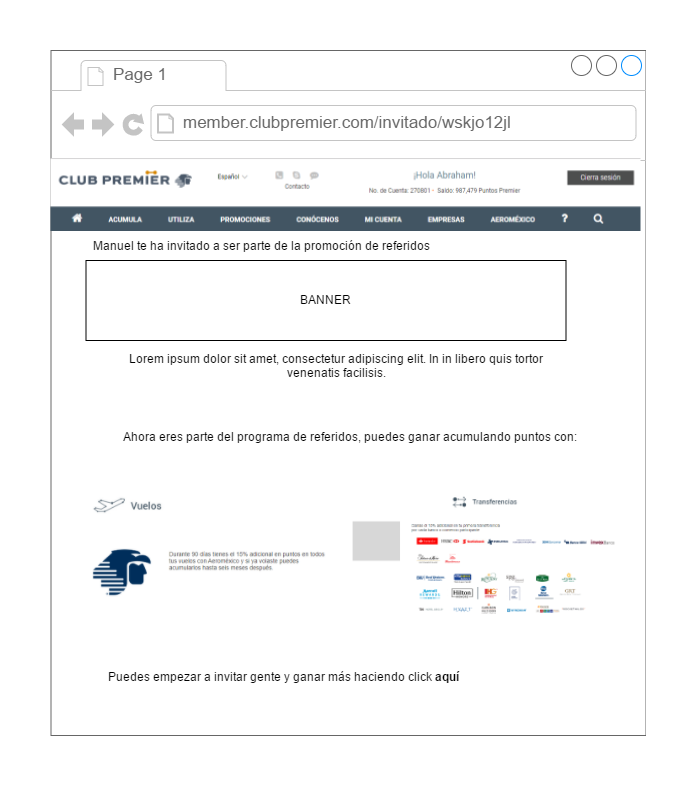 Page 1
member.clubpremier.com/invitado/wskjo12jl
CLUB PREMIER
Español
Contacto
¡Hola Abraham!
No. de Cuenta: 270801 - Saldo: 987,479 Puntos Premier
Cierra sesión
ACUMULA UTILIZA PROMOCIONES CONÓCENOS MI CUENTA EMPRESAS AEROMÉXICO ?
Manuel te ha invitado a ser parte de la promoción de referidos
BANNER
Lorem ipsum dolor sit amet, consectetur adipiscing elit. In in libero quis tortor
venenatis facilisis.
Ahora eres parte del programa de referidos, puedes ganar acumulando puntos con:
Vuelos
Durante 90 días tienes el 15% adicional en puntos en todos
tus vuelos con Aeroméxico y si ya volaste puedes
acumularlos hasta seis meses después.
Transferencias
HSBC
Hilton
IHG
Puedes empezar a invitar gente y ganar más haciendo click aquí